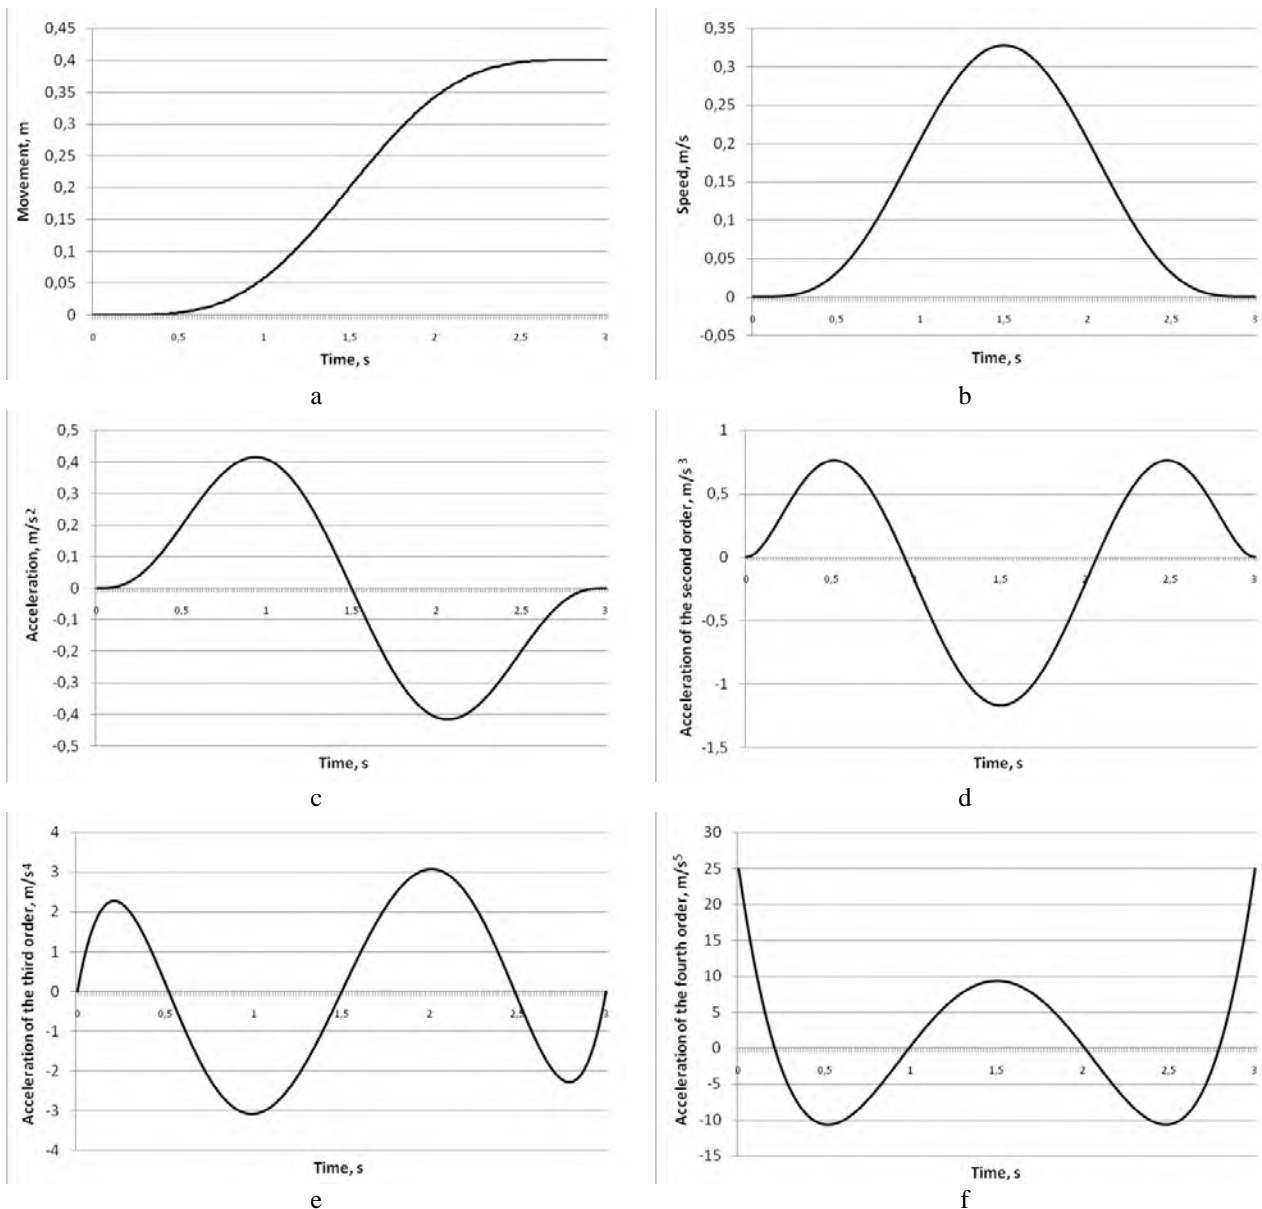 0,45
0,4
0,35
0,3
0,25
0,2
0,15
0,1
0,05
0
Movement, m
0 0,5 1 1,5 2 2,5 3
Time, s
a
0,35
0,3
0,25
0,2
0,15
0,1
0,05
0
-0,05
Speed, m/s
0 0,5 1 1,5 2 2,5 3
Time, s
b
0,5
0,4
0,3
0,2
0,1
0
-0,1
-0,2
-0,3
-0,4
-0,5
Acceleration, m/s2
0 0,5 1 1,5 2 2,5 3
Time, s
c
1
0,5
0
-0,5
-1
-1,5
Acceleration of the second order, m/s 3
0 0,5 1 1,5 2 2,5 3
Time, s
d
4
3
2
1
0
-1
-2
-3
-4
Acceleration of the third order, m/s4
0 0,5 1 1,5 2 2,5 3
Time, s
e
30
25
20
15
10
5
0
-5
-10
-15
Acceleration of the fourth order, m/s5
0 0,5 1 1,5 2 2,5 3
Time, s
f